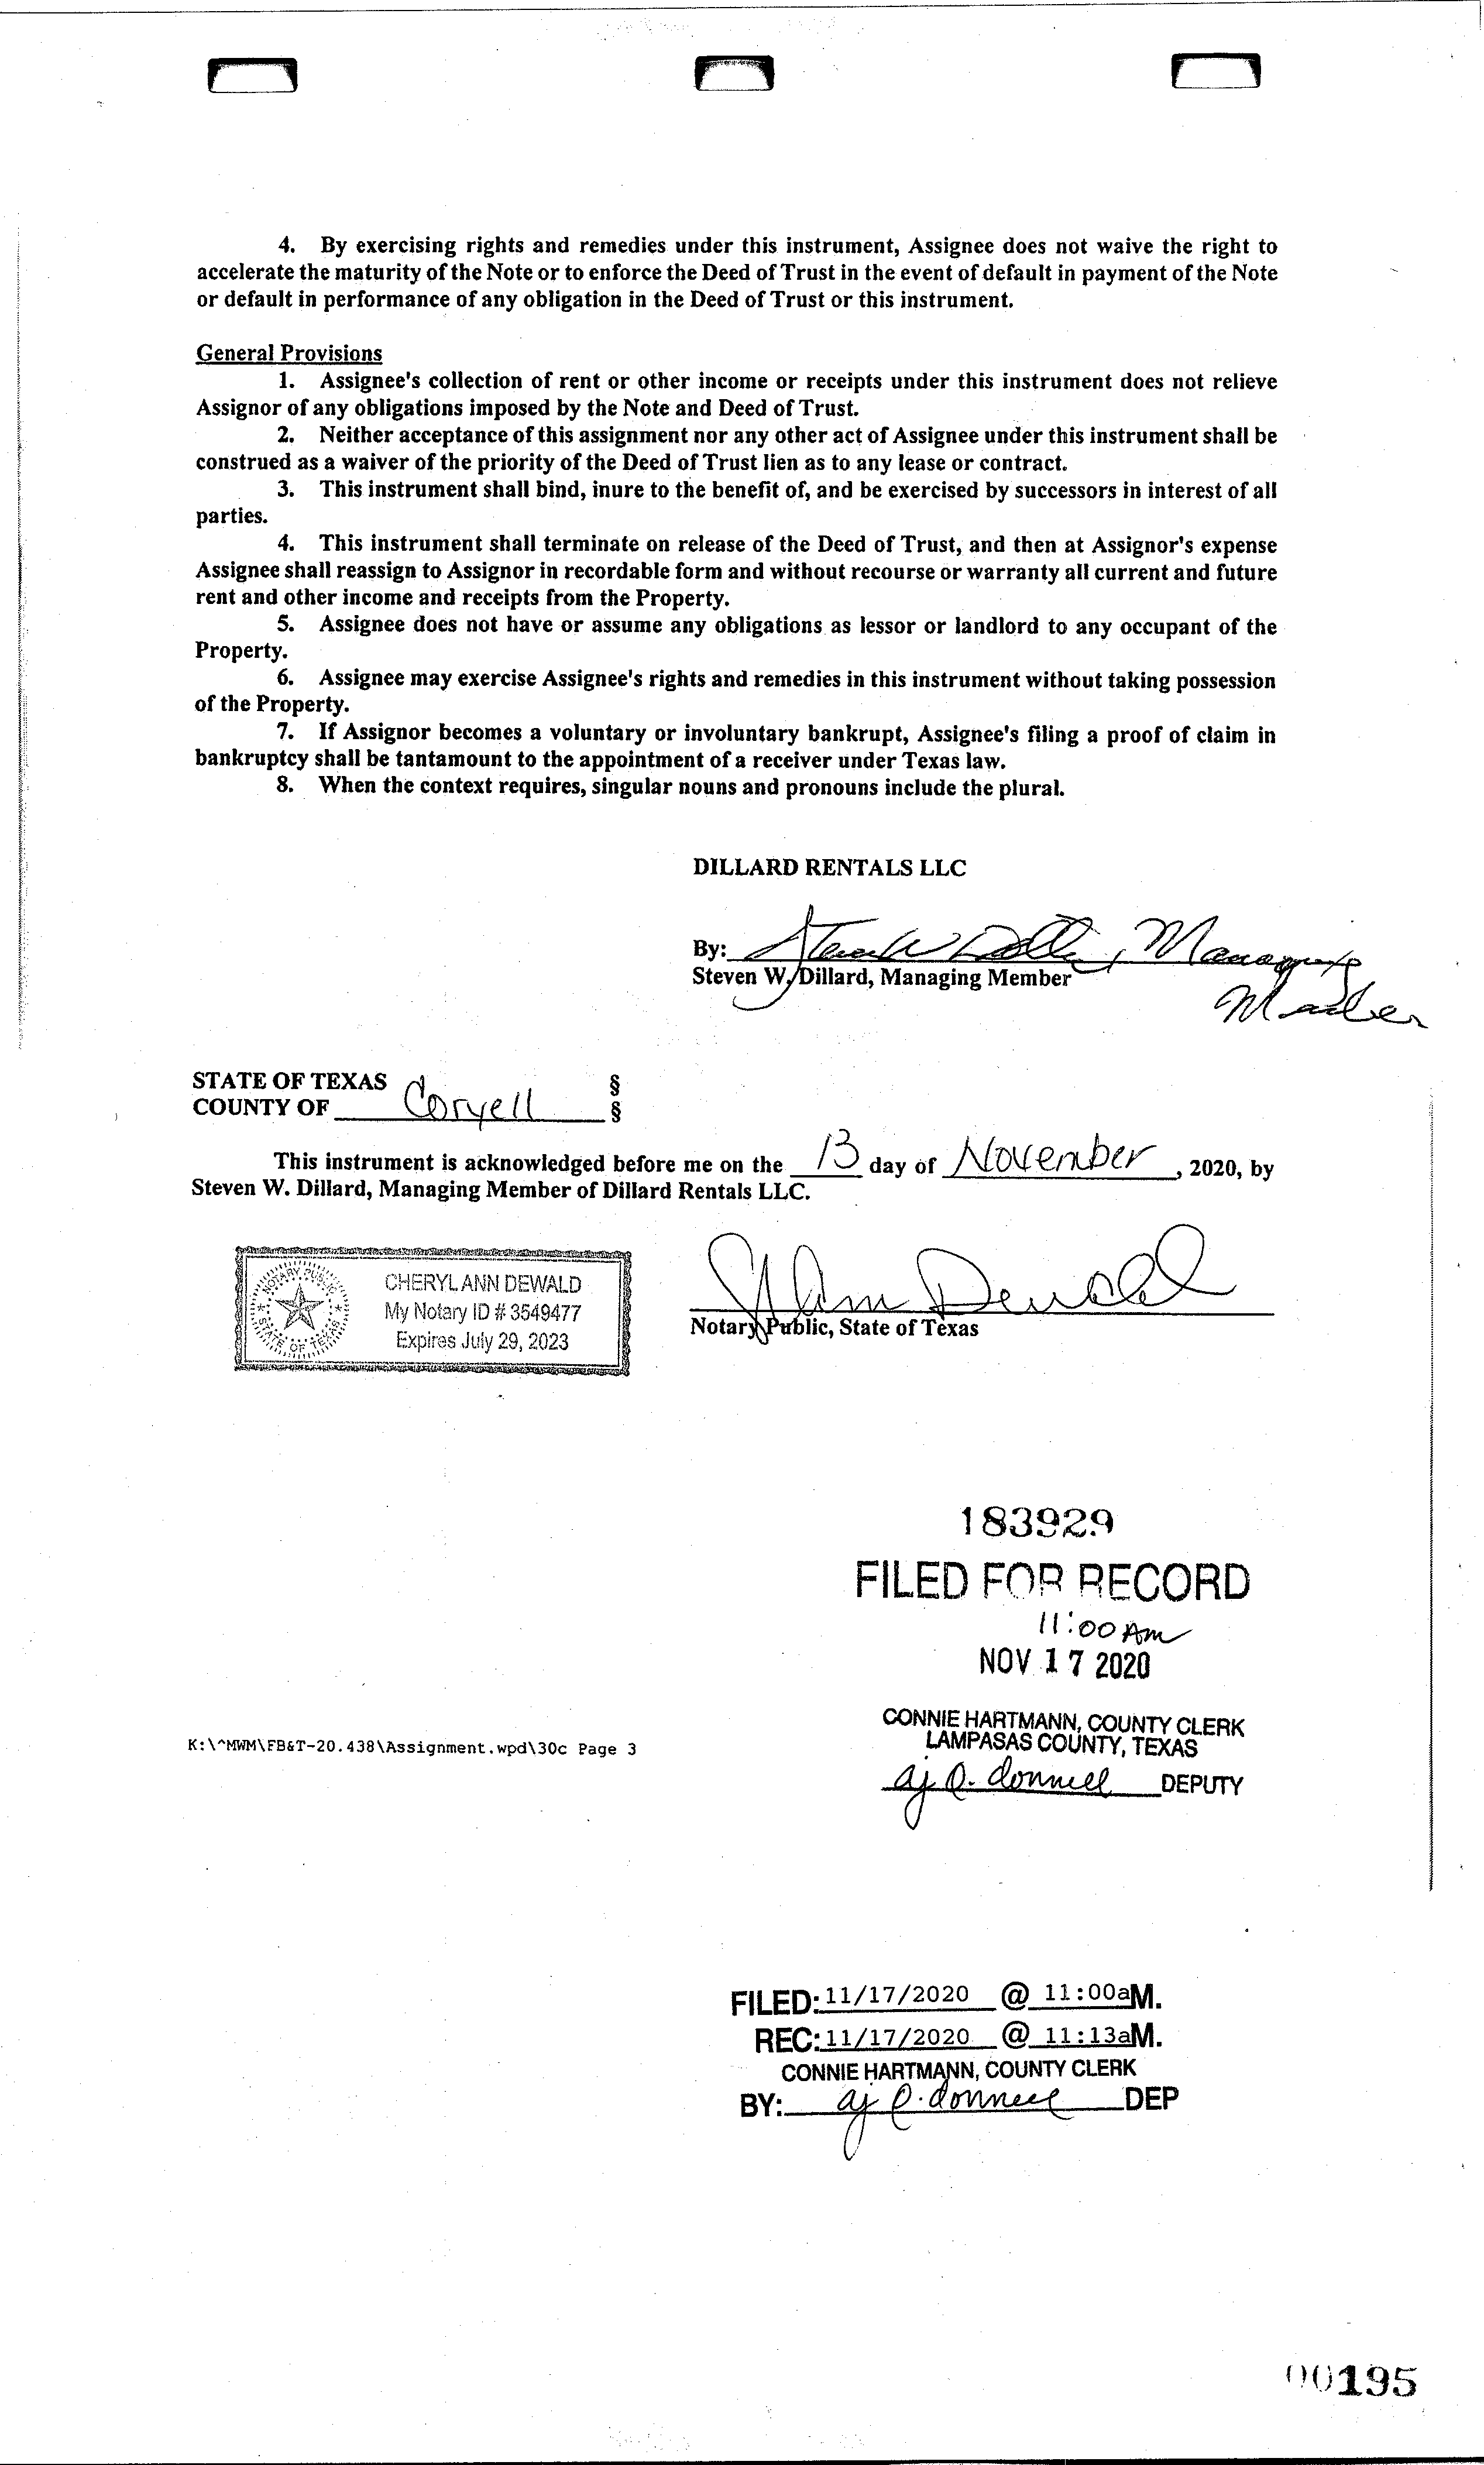 4. By exercising rights and remedies under this instrument, Assignee does not waive the right to
accelerate the maturity of the Note or to enforce the Deed of Trust in the event of default in payment of the Note
or default in performance of any obligation in the Deed of Trust or this instrument.
General Provisions
1. Assignee's collection of rent or other income or receipts under this instrument does not relieve
Assignor of any obligations imposed by the Note and Deed of Trust.
2. Neither acceptance of this assignment nor any other act of Assignee under this instrument shall be
construed as a waiver of the priority of the Deed of Trust lien as to any lease or contract.
3. This instrument shall bind, inure to the benefit of, and be exercised by successors in interest of all
parties.
4. This instrument shall terminate on release of the Deed of Trust, and then at Assignor's expense
Assignee shall reassign to Assignor in recordable form and without recourse or warranty all current and future
rent and other income and receipts from the Property.
5. Assignee does not have or assume any obligations as lessor or landlord to any occupant of the
Property.
6. Assignee may exercise Assignee's rights and remedies in this instrument without taking possession
of the Property.
7. If Assignor becomes a voluntary or involuntary bankrupt, Assignee's filing a proof of claim in
bankruptcy shall be tantamount to the appointment of a receiver under Texas law.
8. When the context requires, singular nouns and pronouns include the plural.
DILLARD RENTALS LLC
By: Managing
Steven W. Dillard, Managing Member
Member
STATE OF TEXAS §
COUNTY OF Coryell §
This instrument is acknowledged before me on the 13 day of November, 2020, by
Steven W. Dillard, Managing Member of Dillard Rentals LLC.
NOTARY PUBLIC
STATE OF TEXAS
CHERYL ANN DEWALD
My Notary ID # 3549477
Expires July 29, 2023
Notary Public, State of Texas
183929
FILED FOR RECORD
11:00 Am
NOV 17 2020
CONNIE HARTMANN, COUNTY CLERK
LAMPASAS COUNTY, TEXAS
K:\^MWM\FB&T-20.438\Assignment.wpd\30c Page 3
DEPUTY
FILED: 11/17/2020 @ 11:00aM.
REC: 11/17/2020 @ 11:13aM.
CONNIE HARTMANN, COUNTY CLERK
BY: DEP
00195